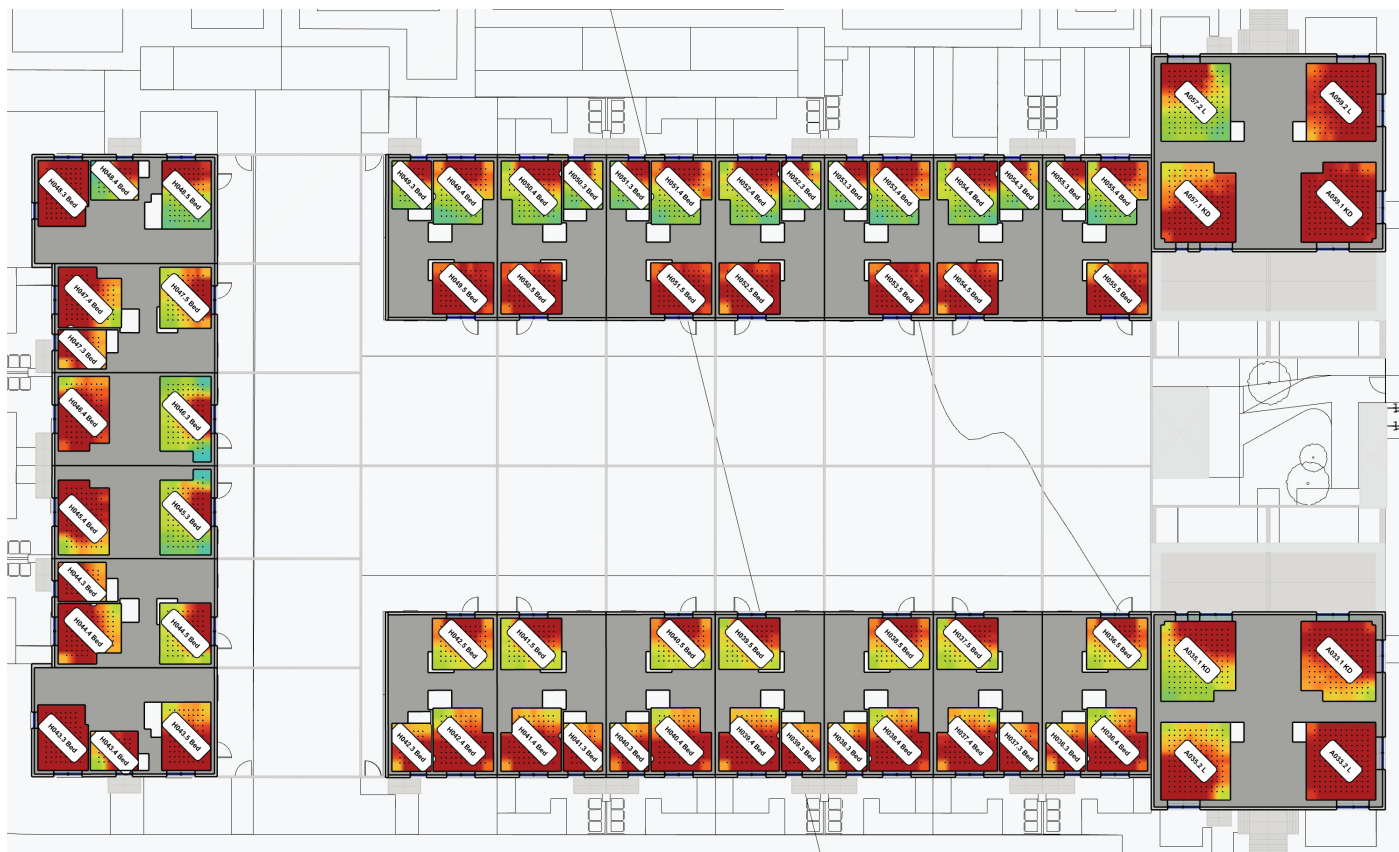 A057.2 L
A059.2 L
H048.3 Bed
H048.4 Bed
H048.5 Bed
H049.3 Bed
H049.4 Bed
H050.4 Bed
H050.3 Bed
H051.3 Bed
H051.4 Bed
H052.4 Bed
H052.3 Bed
H053.3 Bed
H053.4 Bed
H054.4 Bed
H054.3 Bed
H055.3 Bed
H055.4 Bed
A057.1 KD
A059.1 KD
H047.4 Bed
H047.5 Bed
H049.5 Bed
H050.5 Bed
H051.5 Bed
H052.5 Bed
H053.5 Bed
H054.5 Bed
H055.5 Bed
H047.3 Bed
H046.4 Bed
H046.3 Bed
H045.4 Bed
H045.3 Bed
H044.3 Bed
H044.4 Bed
H044.5 Bed
H042.5 Bed
H041.5 Bed
H040.5 Bed
H039.5 Bed
H038.5 Bed
H037.5 Bed
H036.5 Bed
A035.1 KD
A033.1 KD
H043.3 Bed
H043.4 Bed
H043.5 Bed
H042.3 Bed
H042.4 Bed
H041.4 Bed
H041.3 Bed
H040.3 Bed
H040.4 Bed
H039.4 Bed
H039.3 Bed
H038.3 Bed
H038.4 Bed
H037.4 Bed
H037.3 Bed
H036.3 Bed
H036.4 Bed
A035.2 L
A033.2 L